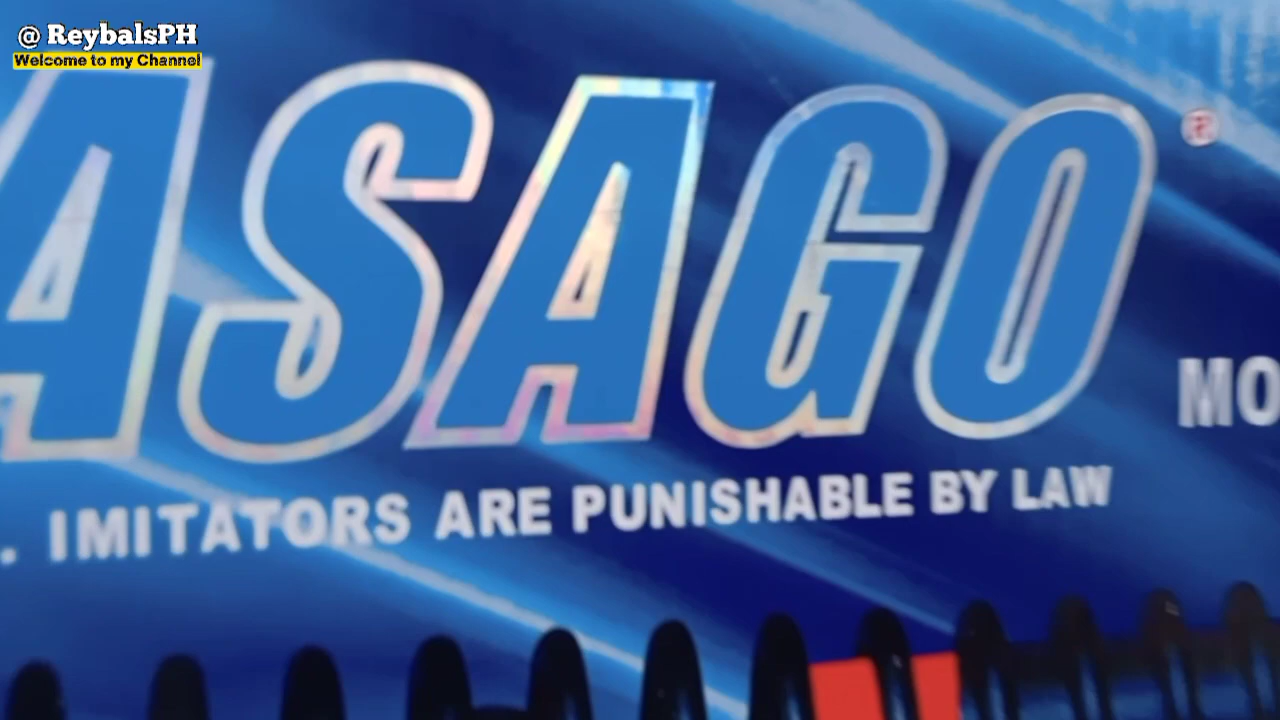 @ ReybalsPH
Welcome to my Channel
ASAGO ®
MO
. IMITATORS ARE PUNISHABLE BY LAW